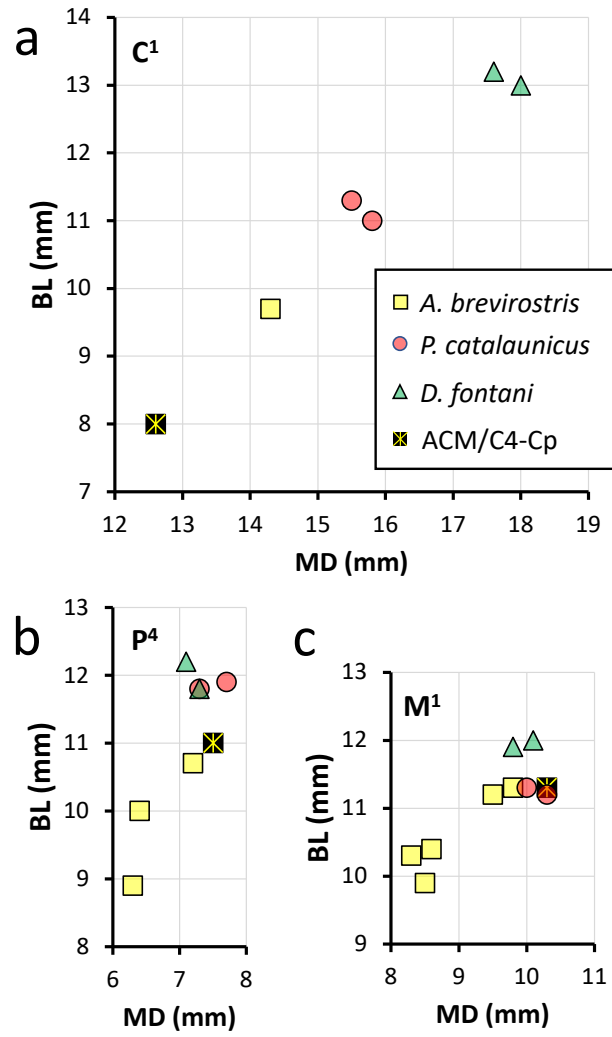 a
C¹
14
13
12
11
10
9
8
7
BL (mm)
12 13 14 15 16 17 18 19
MD (mm)
A. brevirostris
P. catalaunicus
D. fontani
ACM/C4-Cp
b
P⁴
13
12
11
10
9
8
BL (mm)
6 7 8
MD (mm)
c
M¹
13
12
11
10
9
BL (mm)
8 9 10 11
MD (mm)